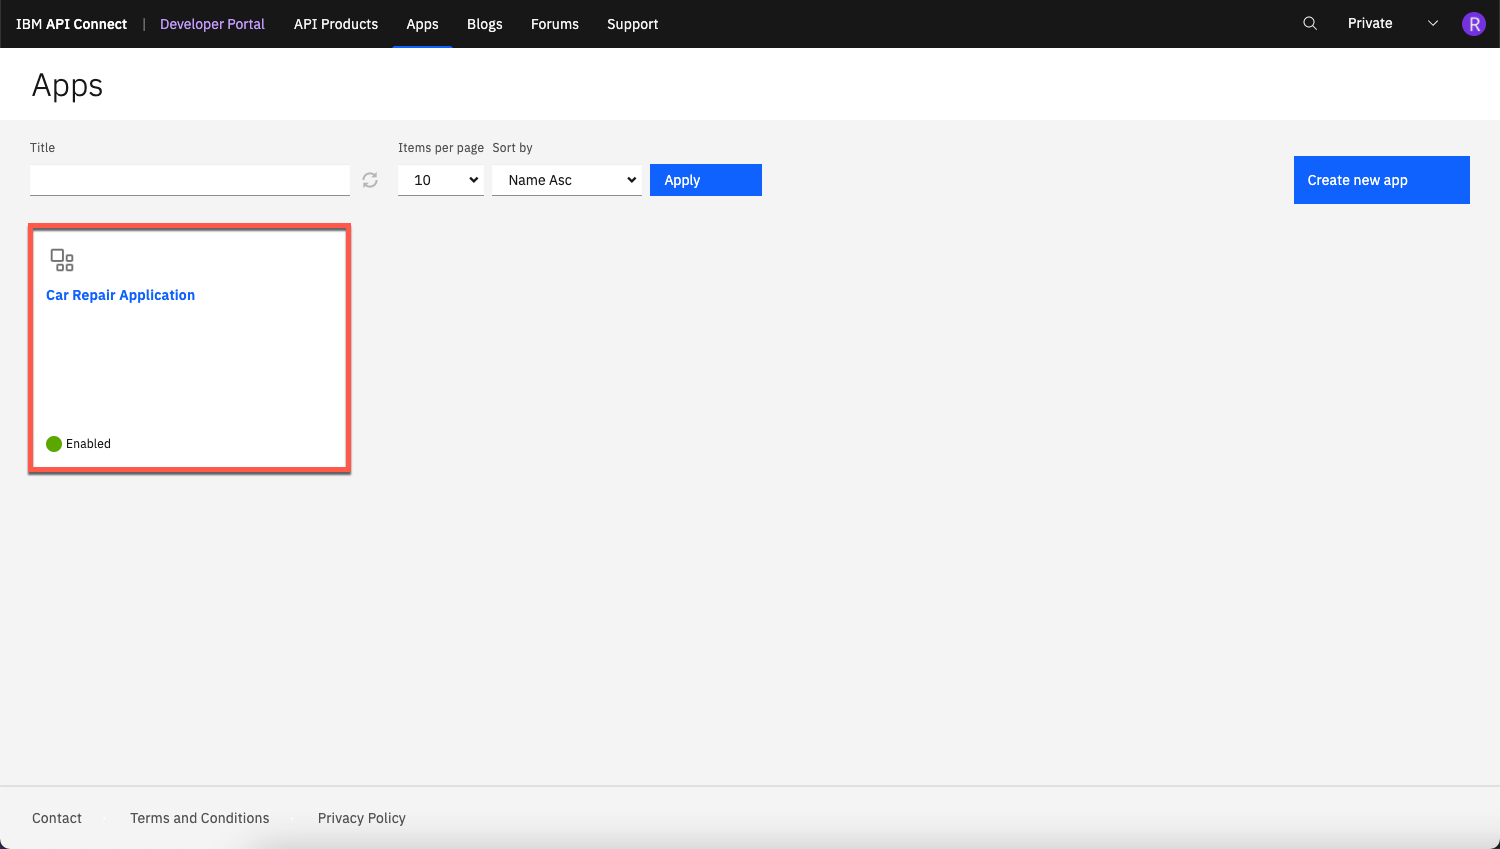 IBM API Connect | Developer Portal API Products Apps Blogs Forums Support Private R
Apps
Title Items per page Sort by
10 Name Asc Apply Create new app
Car Repair Application
Enabled
Contact Terms and Conditions Privacy Policy